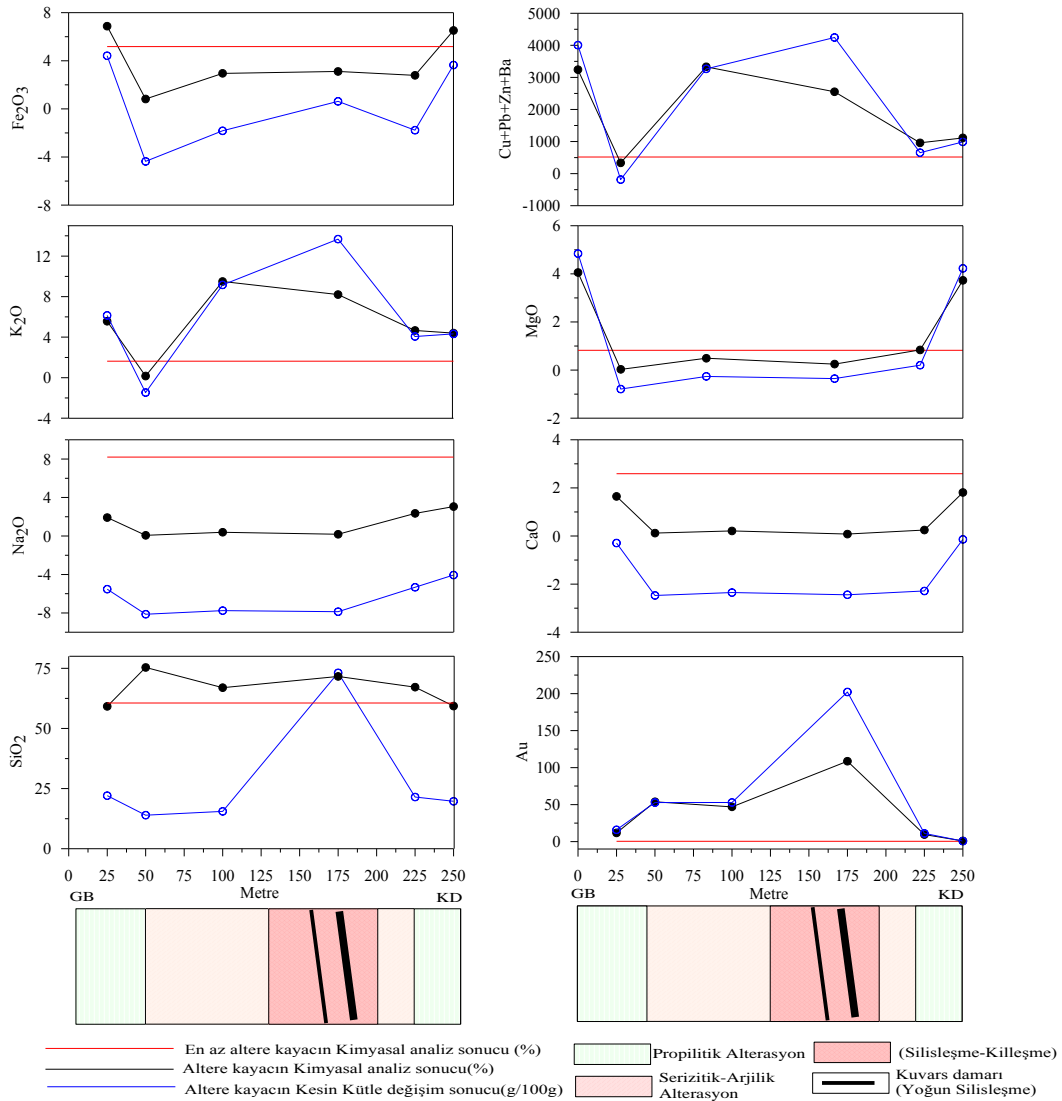 8
4
0
-4
-8
Fe2O3
5000
4000
3000
2000
1000
0
-1000
Cu+Pb+Zn+Ba
12
8
4
0
-4
K2O
6
4
2
0
-2
MgO
8
4
0
-4
-8
Na2O
4
2
0
-2
-4
CaO
75
50
25
0
SiO2
250
200
150
100
50
0
Au
0 25 50 75 100 125 150 175 200 225 250
GB Metre KD
0 25 50 75 100 125 150 175 200 225 250
GB Metre KD
En az altere kayacın Kimyasal analiz sonucu (%)
Altere kayacın Kimyasal analiz sonucu(%)
Altere kayacın Kesin Kütle değişim sonucu(g/100g)
Propilitik Alterasyon
(Silisleşme-Killeşme)
Serizitik-Arjilik
Alterasyon
Kuvars damarı
(Yoğun Silisleşme)